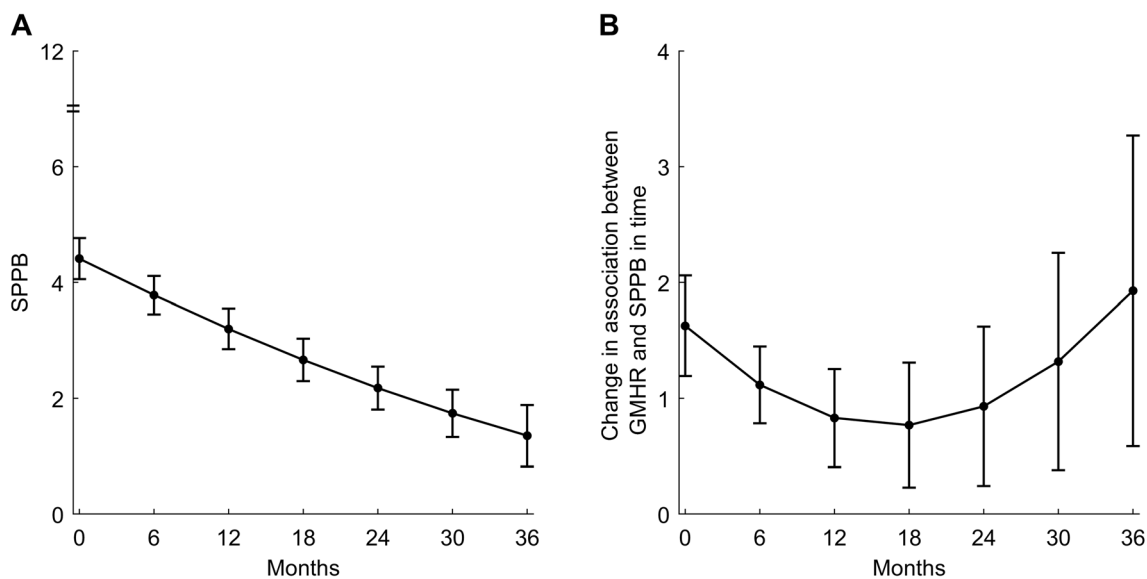 A
12
6
4
2
0
SPPB
0 6 12 18 24 30 36
Months
B
4
3
2
1
0
Change in association between
GMHR and SPPB in time
0 6 12 18 24 30 36
Months